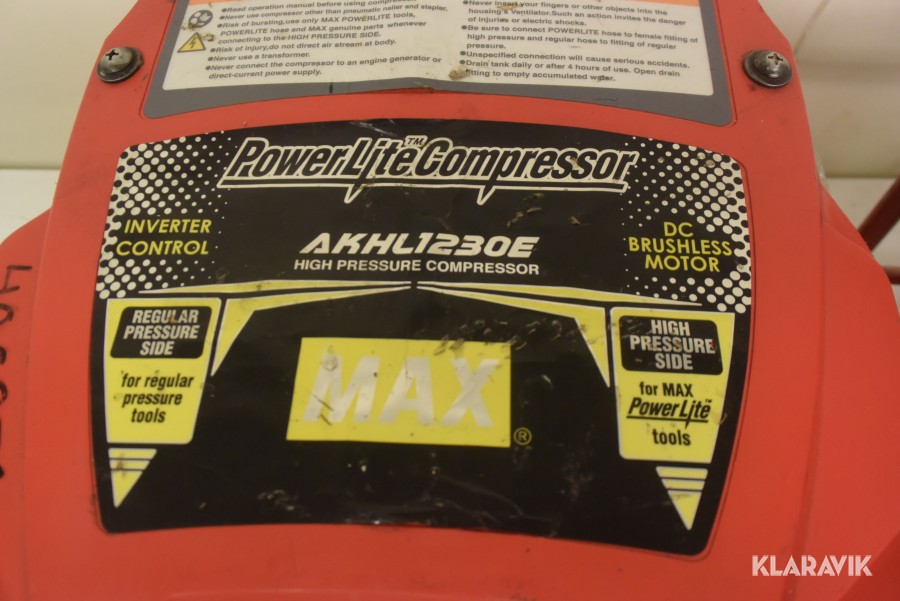 ●Read operation manual before using compressor.
●Never use compressor other than pneumatic nailer and stapler.
●Risk of bursting,use only MAX POWERLITE tools,
POWERLITE hose and MAX genuine parts whenever
connecting to the HIGH PRESSURE SIDE.
●Risk of injury,do not direct air stream at body.
●Never use a transformer.
●Never connect the compressor to an engine generator or
direct-current power supply.
●Never insert your fingers or other objects into the
housing's Ventilator.Such an action invites the danger
of injuries or electric shocks.
●Be sure to connect POWERLITE hose to female fitting of
high pressure and regular hose to fitting of regular
pressure.
●Unspecified connection will cause serious accidents.
●Drain tank daily or after 4 hours of use. Open drain
fitting to empty accumulated water.
PowerLite™Compressor
INVERTER
CONTROL
AKHL1230E
HIGH PRESSURE COMPRESSOR
DC
BRUSHLESS
MOTOR
REGULAR
PRESSURE
SIDE
for regular
pressure
tools
MAX®
HIGH
PRESSURE
SIDE
for MAX
PowerLite™
tools
KLARAVIK